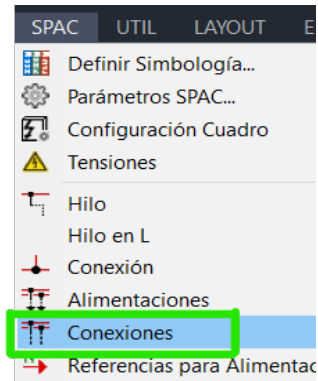 SPAC UTIL LAYOUT E
Definir Simbología...
Parámetros SPAC...
Configuración Cuadro
Tensiones
Hilo
Hilo en L
Conexión
Alimentaciones
Conexiones
Referencias para Alimentac